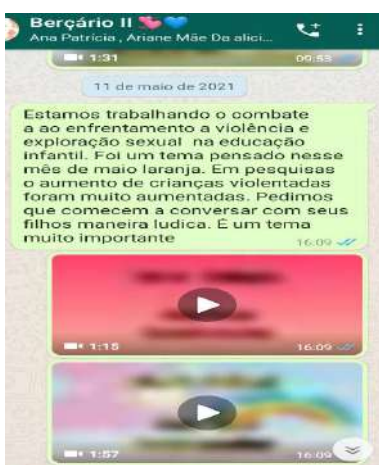 Berçário II
Ana Patrícia , Ariane Mãe Da alici...
1:31
09:53
11 de maio de 2021
Estamos trabalhando o combate
a ao enfrentamento a violência e
exploração sexual na educação
infantil. Foi um tema pensado nesse
mês de maio laranja. Em pesquisas
o aumento de crianças violentadas
foram muito aumentadas. Pedimos
que comecem a conversar com seus
filhos maneira ludica. É um tema
muito importante
16:09
1:15
16:09
1:57
16:09